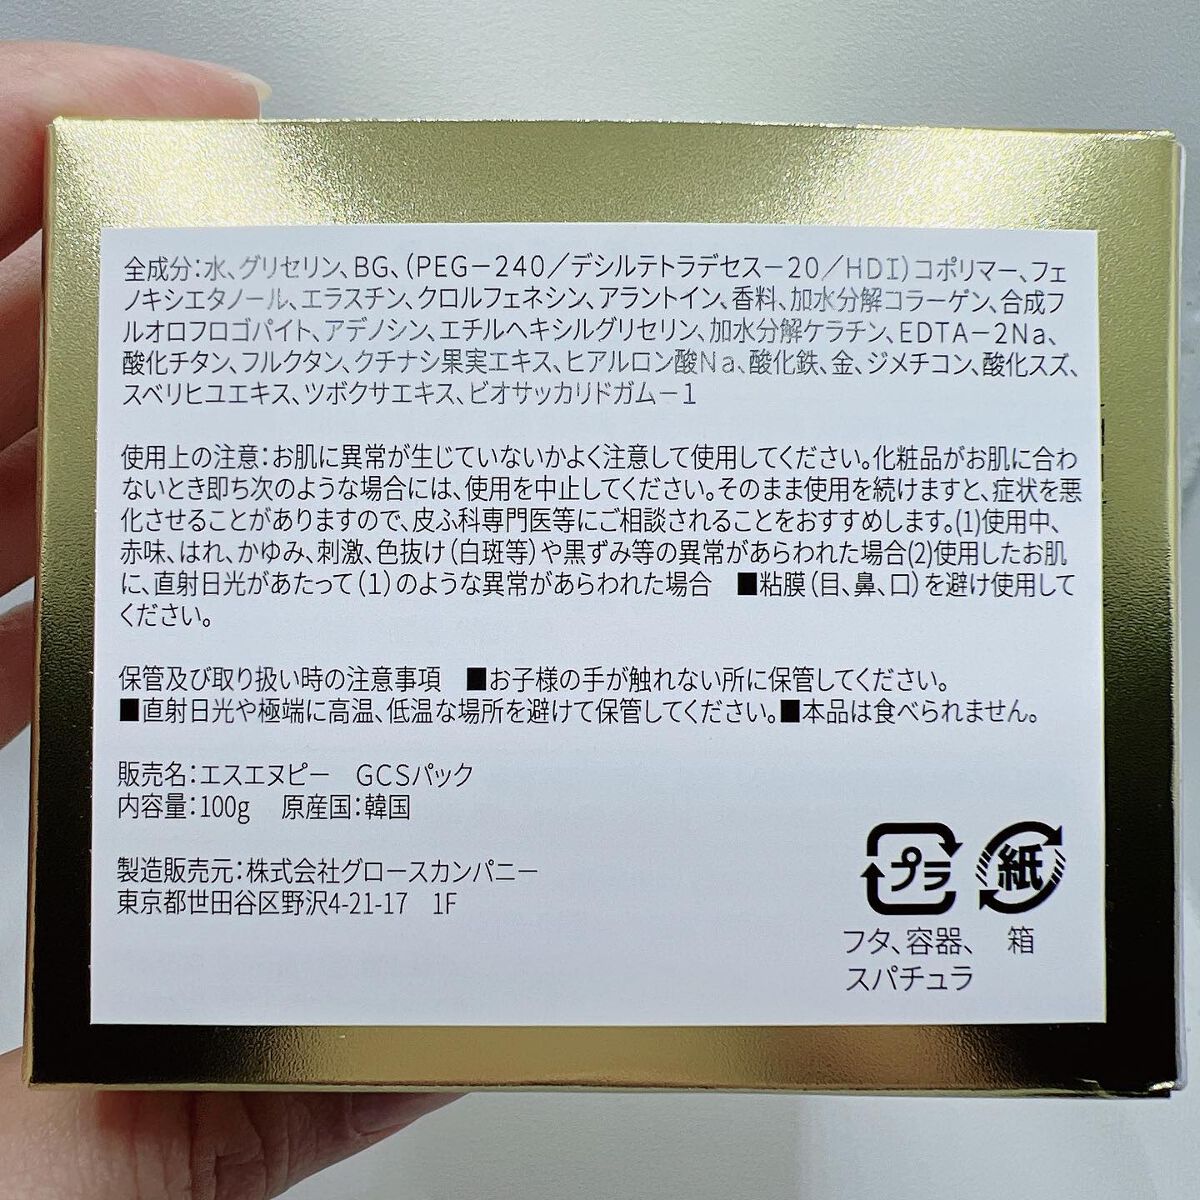 全成分：水、グリセリン、BG、（PEG－240／デシルテトラデセス－20／HDI）コポリマー、フェ
ノキシエタノール、エラスチン、クロルフェネシン、アラントイン、香料、加水分解コラーゲン、合成フ
ルオロフロゴパイト、アデノシン、エチルヘキシルグリセリン、加水分解ケラチン、EDTA－2Na、
酸化チタン、フルクタン、クチナシ果実エキス、ヒアルロン酸Na、酸化鉄、金、ジメチコン、酸化スズ、
スベリヒユエキス、ツボクサエキス、ビオサッカリドガム－1
使用上の注意：お肌に異常が生じていないかよく注意して使用してください。化粧品がお肌に合わ
ないとき即ち次のような場合には、使用を中止してください。そのまま使用を続けますと、症状を悪
化させることがありますので、皮ふ科専門医等にご相談されることをおすすめします。(1)使用中、
赤味、はれ、かゆみ、刺激、色抜け（白斑等）や黒ずみ等の異常があらわれた場合(2)使用したお肌
に、直射日光があたって（1）のような異常があらわれた場合　■粘膜（目、鼻、口）を避け使用して
ください。
保管及び取り扱い時の注意事項　■お子様の手が触れない所に保管してください。
■直射日光や極端に高温、低温な場所を避けて保管してください。■本品は食べられません。
販売名：エスエヌピー　GCSパック
内容量：100g　原産国：韓国
製造販売元：株式会社グロースカンパニー
東京都世田谷区野沢4-21-17　1F
プラ　紙
フタ、容器、　箱
スパチュラ